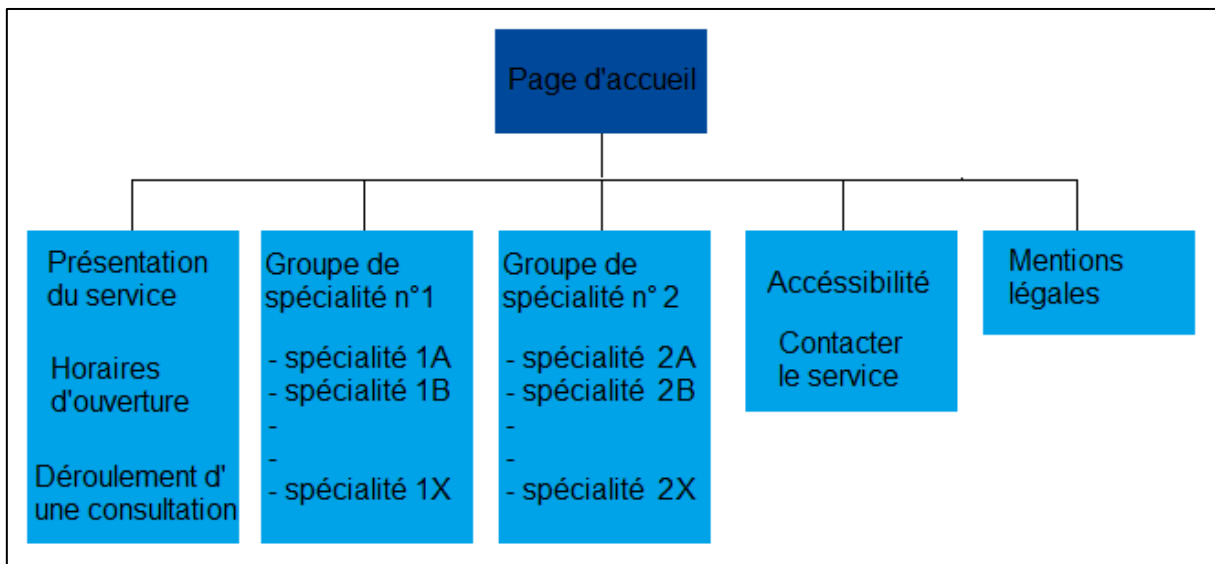 Page d'accueil
Présentation
du service
Horaires
d'ouverture
Déroulement d'
une consultation
Groupe de
spécialité n°1
- spécialité 1A
- spécialité 1B
-
-
- spécialité 1X
Groupe de
spécialité n° 2
- spécialité 2A
- spécialité 2B
-
-
- spécialité 2X
Accéssibilité
Contacter
le service
Mentions
légales